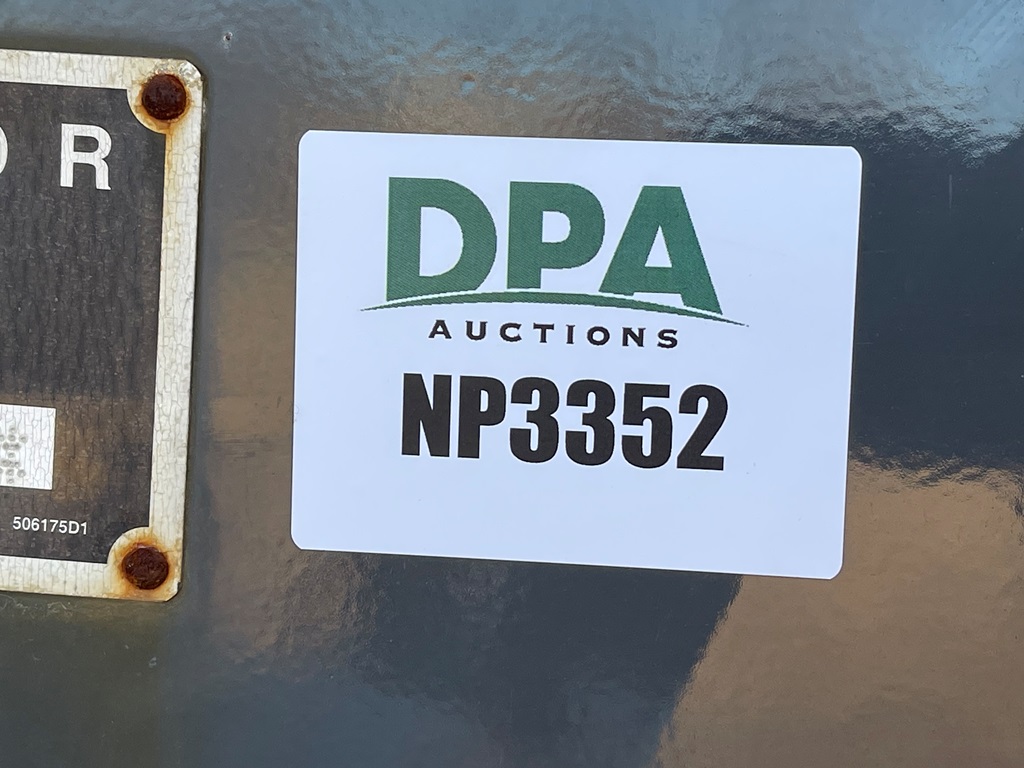 R
506175D1
DPA
AUCTIONS
NP3352